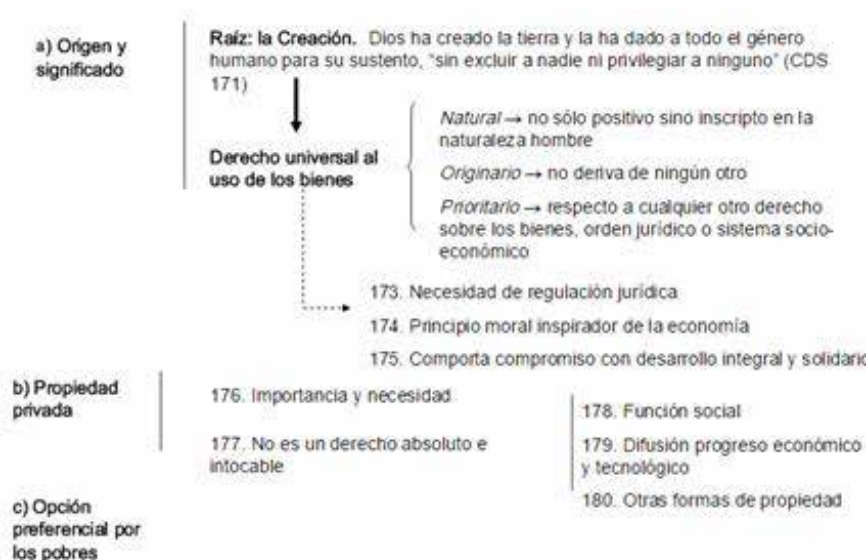 a) Origen y
significado
Raíz: la Creación. Dios ha creado la tierra y la ha dado a todo el género
humano para su sustento, "sin excluir a nadie ni privilegiar a ninguno" (CDS
171)
Derecho universal al
uso de los bienes
Natural → no sólo positivo sino inscripto en la
naturaleza hombre
Originario → no deriva de ningún otro
Prioritario → respecto a cualquier otro derecho
sobre los bienes, orden jurídico o sistema socio-
económico
173. Necesidad de regulación jurídica
174. Principio moral inspirador de la economía
175. Comporta compromiso con desarrollo integral y solidario
b) Propiedad
privada
176. Importancia y necesidad
177. No es un derecho absoluto e
intocable
178. Función social
179. Difusión progreso económico
y tecnológico
180. Otras formas de propiedad
c) Opción
preferencial por
los pobres